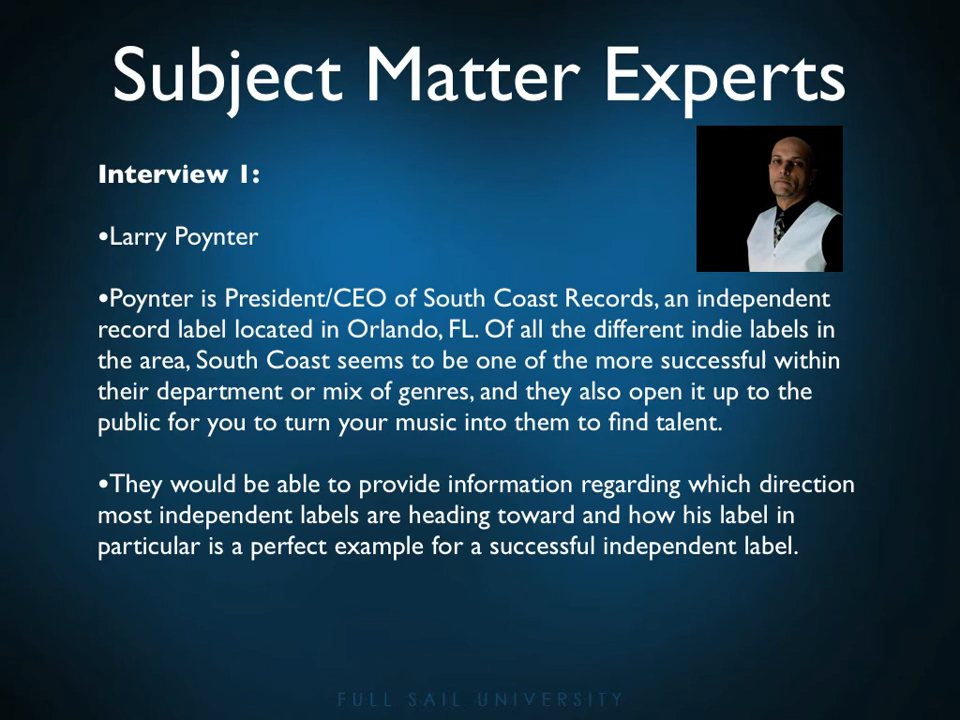 Subject Matter Experts
Interview 1:
•Larry Poynter
•Poynter is President/CEO of South Coast Records, an independent
record label located in Orlando, FL. Of all the different indie labels in
the area, South Coast seems to be one of the more successful within
their department or mix of genres, and they also open it up to the
public for you to turn your music into them to find talent.
•They would be able to provide information regarding which direction
most independent labels are heading toward and how his label in
particular is a perfect example for a successful independent label.
FULL SAIL UNIVERSITY